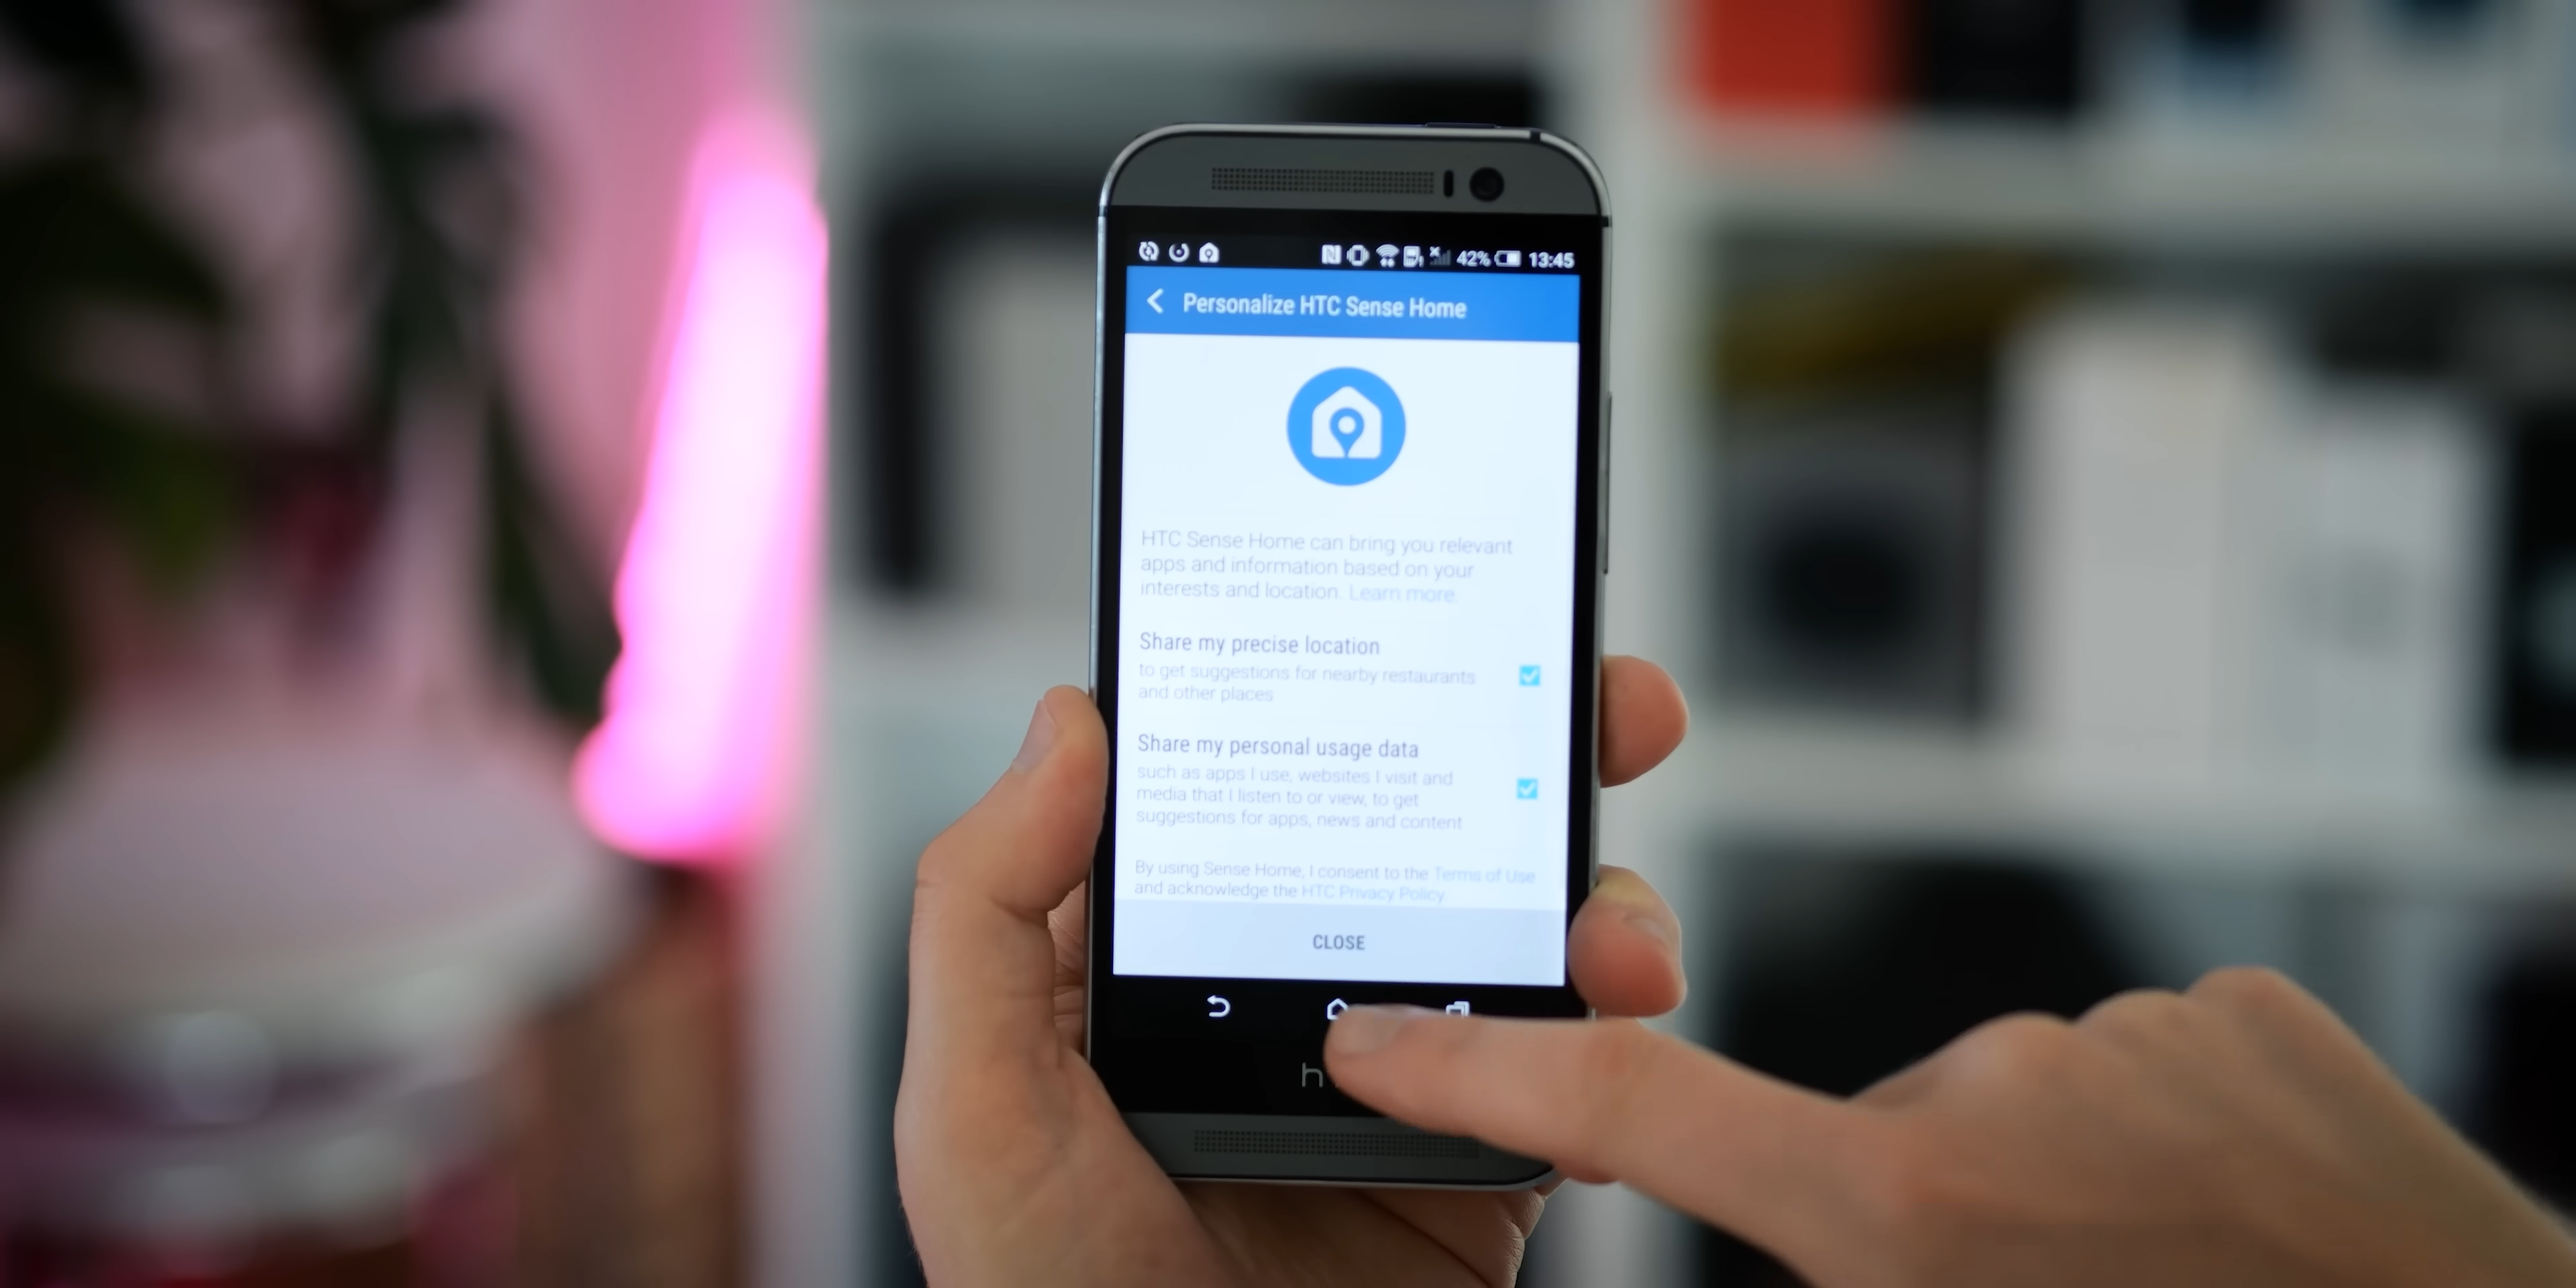 42% 13:45
Personalize HTC Sense Home
HTC Sense Home can bring you relevant
apps and information based on your
interests and location. Learn more.
Share my precise location
to get suggestions for nearby restaurants
and other places
Share my personal usage data
such as apps I use, websites I visit and
media that I listen to or view, to get
suggestions for apps, news and content
By using Sense Home, I consent to the Terms of Use
and acknowledge the HTC Privacy Policy.
CLOSE
h